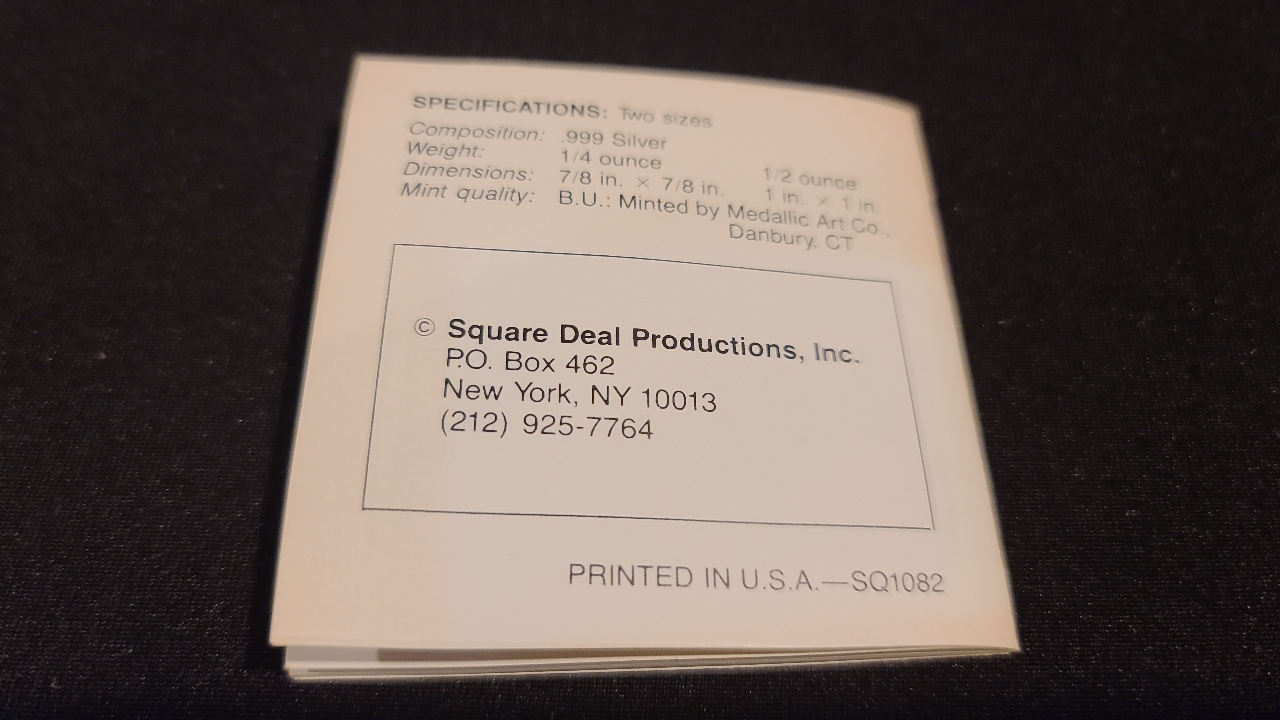 SPECIFICATIONS: Two sizes
Composition: .999 Silver
Weight: 1/4 ounce 1/2 ounce
Dimensions: 7/8 in. × 7/8 in. 1 in. × 1 in.
Mint quality: B.U.: Minted by Medallic Art Co.,
Danbury, CT
© Square Deal Productions, Inc.
P.O. Box 462
New York, NY 10013
(212) 925-7764
PRINTED IN U.S.A.—SQ1082